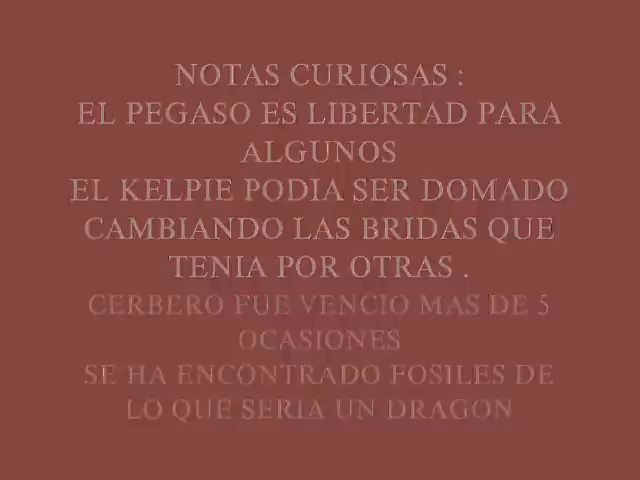 NOTAS CURIOSAS :
EL PEGASO ES LIBERTAD PARA
ALGUNOS
EL KELPIE PODIA SER DOMADO
CAMBIANDO LAS BRIDAS QUE
TENIA POR OTRAS .
CERBERO FUE VENCIO MAS DE 5
OCASIONES
SE HA ENCONTRADO FOSILES DE
LO QUE SERIA UN DRAGON